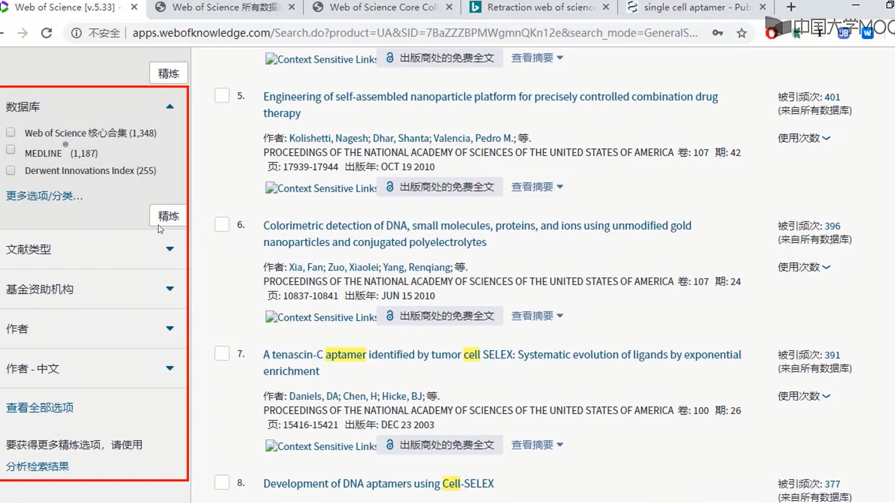 Web of Science [v.5.33]
Web of Science 所有数据
Web of Science Core Coll
Retraction web of science
single cell aptamer - Pub
不安全
apps.webofknowledge.com/Search.do?product=UA&SID=7BaZzBPMWgmnQKn12e&search_mode=GeneralS...
中国大学MOOC
精炼
数据库
Web of Science 核心合集 (1,348)
MEDLINE® (1,187)
Derwent Innovations Index (255)
更多选项/分类...
精炼
文献类型
基金资助机构
作者
作者 - 中文
查看全部选项
要获得更多精炼选项，请使用
分析检索结果
Context Sensitive Links
出版商处的免费全文
查看摘要
5.
Engineering of self-assembled nanoparticle platform for precisely controlled combination drug
therapy
作者: Kolishetti, Nagesh; Dhar, Shanta; Valencia, Pedro M.; 等.
PROCEEDINGS OF THE NATIONAL ACADEMY OF SCIENCES OF THE UNITED STATES OF AMERICA 卷: 107 期: 42
页: 17939-17944 出版年: OCT 19 2010
Context Sensitive Links
出版商处的免费全文
查看摘要
被引频次: 401
(来自所有数据库)
使用次数
6.
Colorimetric detection of DNA, small molecules, proteins, and ions using unmodified gold
nanoparticles and conjugated polyelectrolytes
作者: Xia, Fan; Zuo, Xiaolei; Yang, Renqiang; 等.
PROCEEDINGS OF THE NATIONAL ACADEMY OF SCIENCES OF THE UNITED STATES OF AMERICA 卷: 107 期: 24
页: 10837-10841 出版年: JUN 15 2010
Context Sensitive Links
出版商处的免费全文
查看摘要
被引频次: 396
(来自所有数据库)
使用次数
7.
A tenascin-C aptamer identified by tumor cell SELEX: Systematic evolution of ligands by exponential
enrichment
作者: Daniels, DA; Chen, H; Hicke, BJ; 等.
PROCEEDINGS OF THE NATIONAL ACADEMY OF SCIENCES OF THE UNITED STATES OF AMERICA 卷: 100 期: 26
页: 15416-15421 出版年: DEC 23 2003
Context Sensitive Links
出版商处的免费全文
查看摘要
被引频次: 391
(来自所有数据库)
使用次数
8.
Development of DNA aptamers using Cell-SELEX
被引频次: 377
(来自所有数据库)